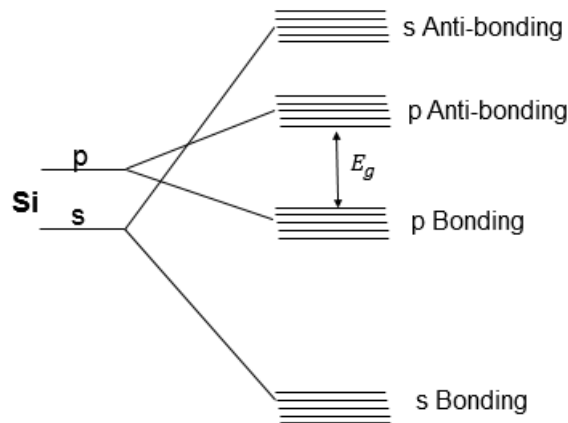 s Anti-bonding
p Anti-bonding
p
E_g
Si
s
p Bonding
s Bonding